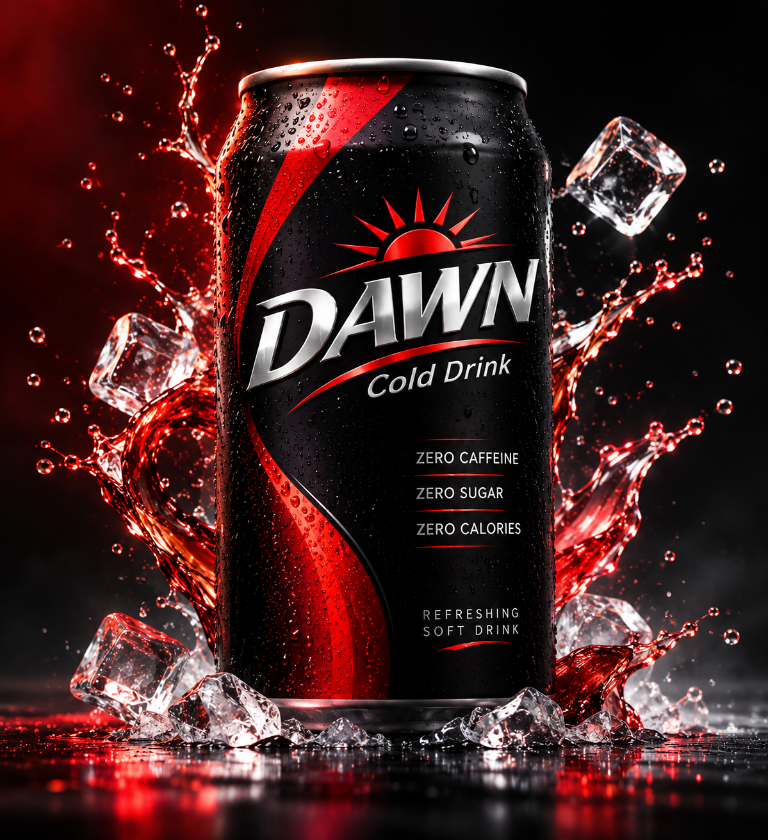 DAWN
Cold Drink
ZERO CAFFEINE
ZERO SUGAR
ZERO CALORIES
REFRESHING
SOFT DRINK